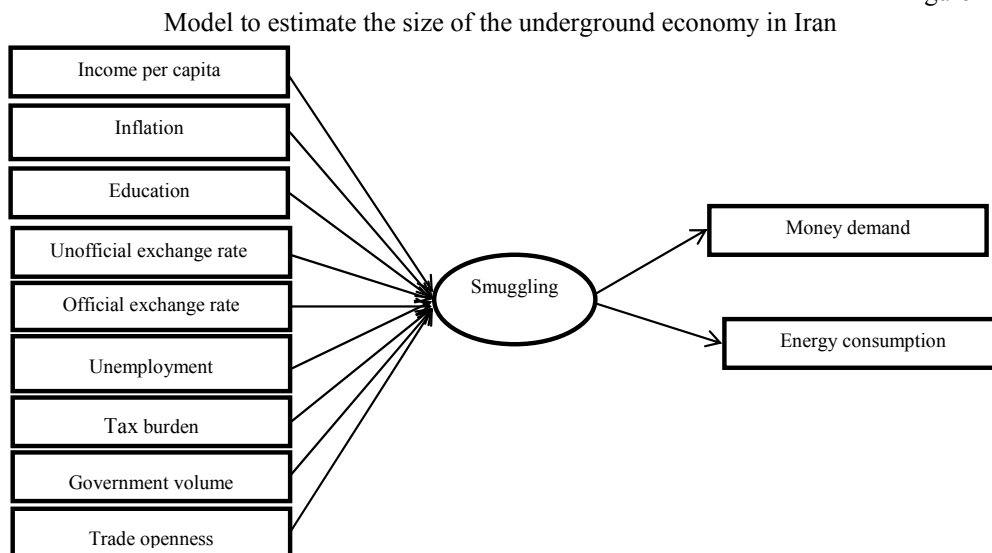 Model to estimate the size of the underground economy in Iran
Income per capita
Inflation
Education
Unofficial exchange rate
Official exchange rate
Unemployment
Tax burden
Government volume
Trade openness
Smuggling
Money demand
Energy consumption